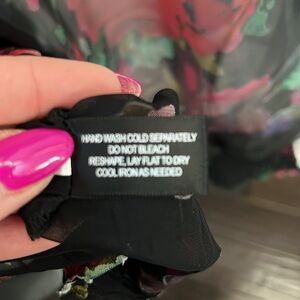 HAND WASH COLD SEPARATELY
DO NOT BLEACH
RESHAPE, LAY FLAT TO DRY
COOL IRON AS NEEDED